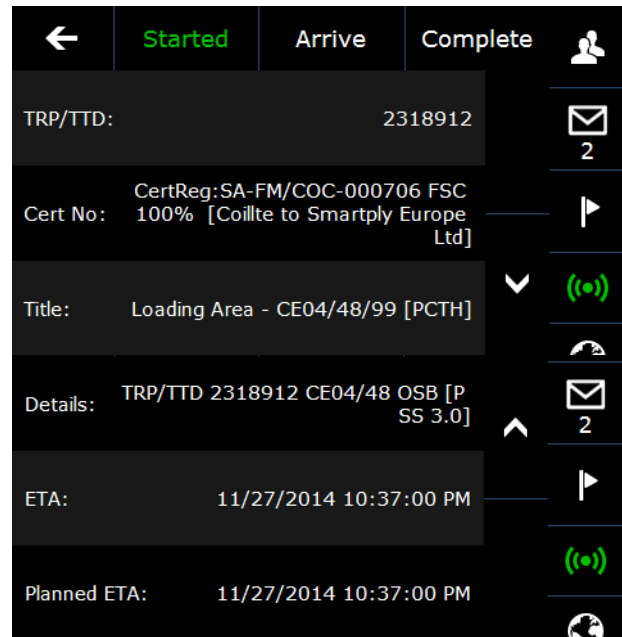 Started Arrive Complete
TRP/TTD: 2318912
2
CertReg:SA-FM/COC-000706 FSC
Cert No: 100% [Coillte to Smartply Europe
Ltd]
Title: Loading Area - CE04/48/99 [PCTH]
TRP/TTD 2318912 CE04/48 OSB [P
Details: SS 3.0]
2
ETA: 11/27/2014 10:37:00 PM
Planned ETA: 11/27/2014 10:37:00 PM